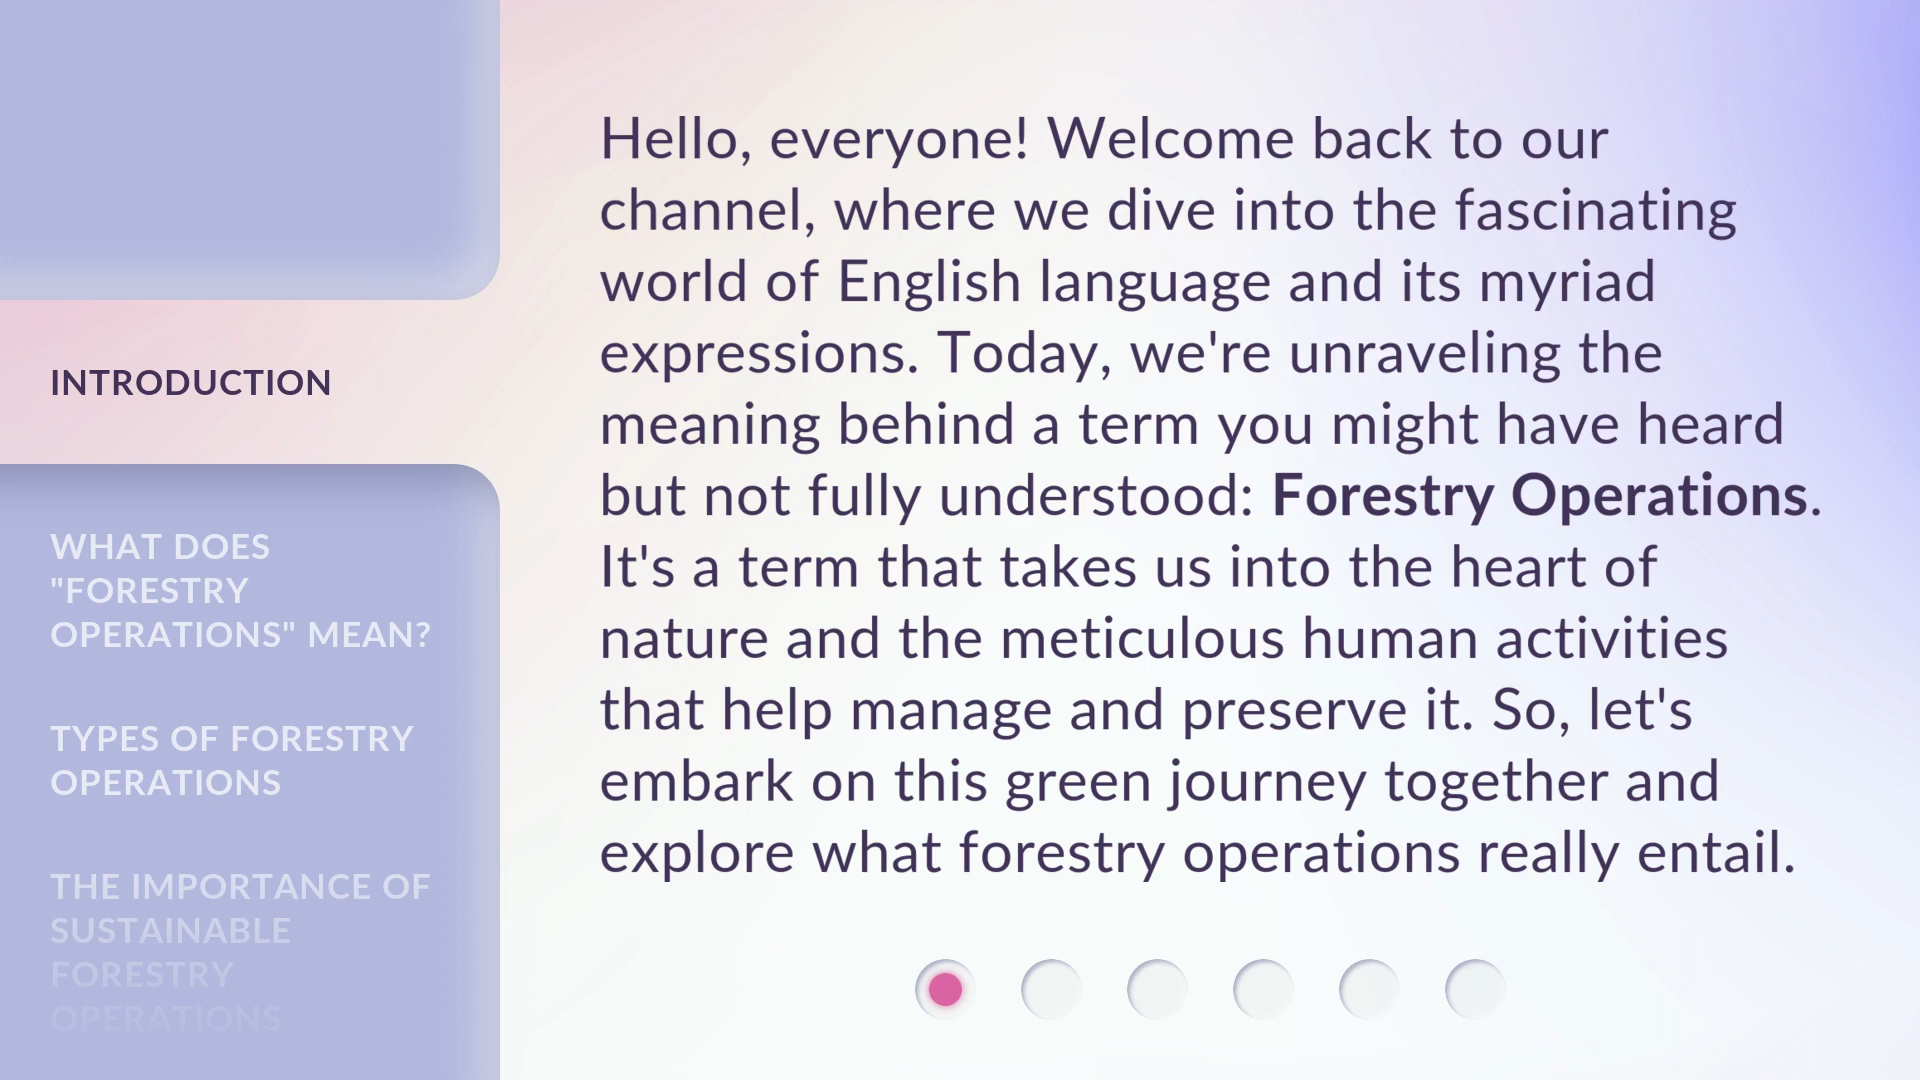 INTRODUCTION
WHAT DOES
"FORESTRY
OPERATIONS" MEAN?
TYPES OF FORESTRY
OPERATIONS
THE IMPORTANCE OF
SUSTAINABLE
FORESTRY
OPERATIONS
Hello, everyone! Welcome back to our
channel, where we dive into the fascinating
world of English language and its myriad
expressions. Today, we're unraveling the
meaning behind a term you might have heard
but not fully understood: Forestry Operations.
It's a term that takes us into the heart of
nature and the meticulous human activities
that help manage and preserve it. So, let's
embark on this green journey together and
explore what forestry operations really entail.